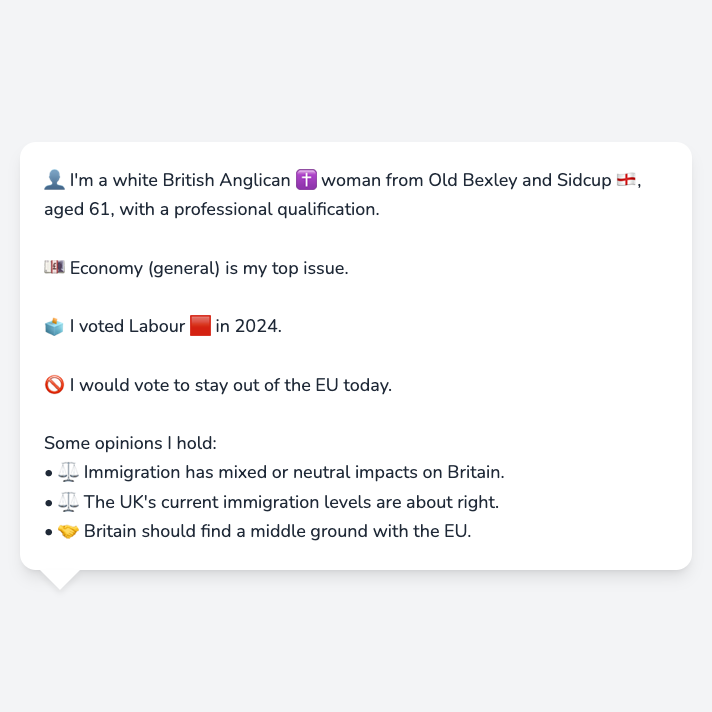 👤 I'm a white British Anglican ✝️ woman from Old Bexley and Sidcup 🏴󠁧󠁢󠁥󠁮󠁧󠁿,
aged 61, with a professional qualification.
💷 Economy (general) is my top issue.
🗳️ I voted Labour 🟥 in 2024.
🚫 I would vote to stay out of the EU today.
Some opinions I hold:
• ⚖️ Immigration has mixed or neutral impacts on Britain.
• ⚖️ The UK's current immigration levels are about right.
• 🤝 Britain should find a middle ground with the EU.